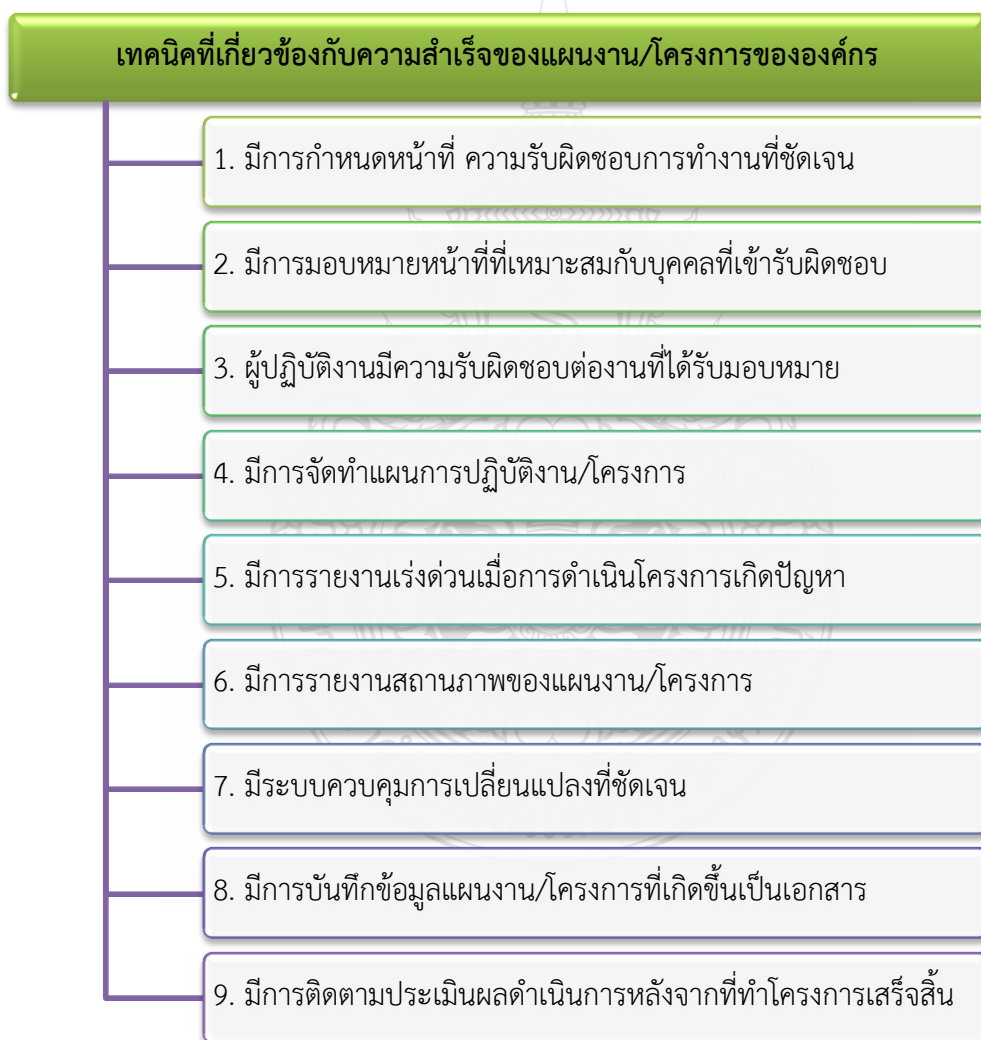 เทคนิคที่เกี่ยวข้องกับความสำเร็จของแผนงาน/โครงการขององค์กร
1. มีการกำหนดหน้าที่ ความรับผิดชอบการทำงานที่ชัดเจน
2. มีการมอบหมายหน้าที่ที่เหมาะสมกับบุคคลที่เข้ารับผิดชอบ
3. ผู้ปฏิบัติงานมีความรับผิดชอบต่องานที่ได้รับมอบหมาย
4. มีการจัดทำแผนการปฏิบัติงาน/โครงการ
5. มีการรายงานเร่งด่วนเมื่อการดำเนินโครงการเกิดปัญหา
6. มีการรายงานสถานภาพของแผนงาน/โครงการ
7. มีระบบควบคุมการเปลี่ยนแปลงที่ชัดเจน
8. มีการบันทึกข้อมูลแผนงาน/โครงการที่เกิดขึ้นเป็นเอกสาร
9. มีการติดตามประเมินผลดำเนินการหลังจากที่ทำโครงการเสร็จสิ้น